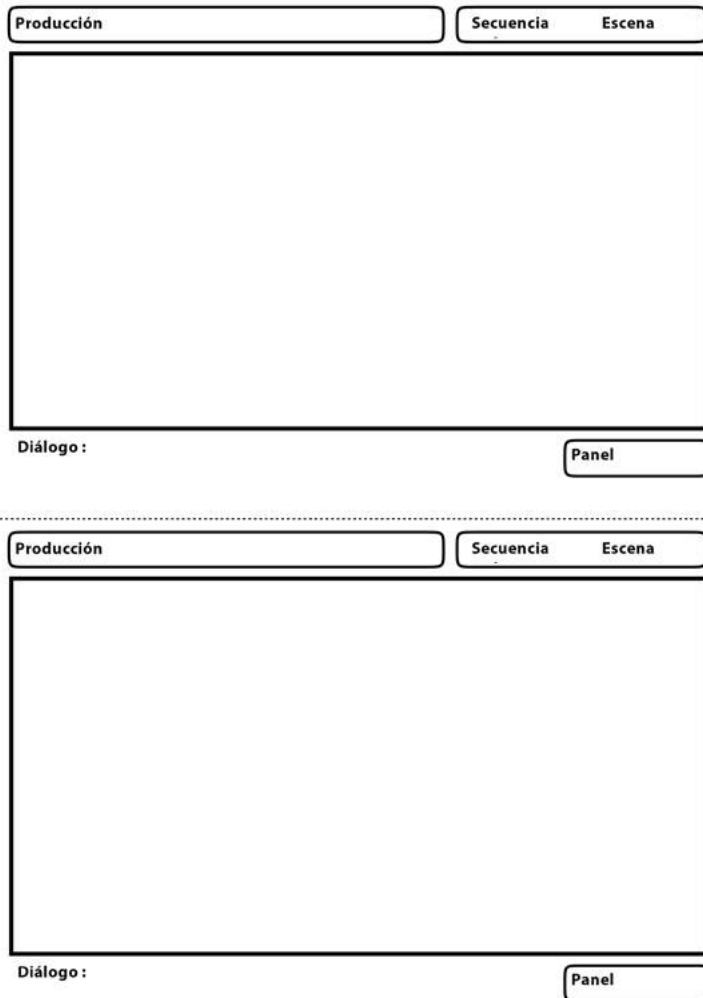 Producción
Secuencia Escena
Diálogo :
Panel
Producción
Secuencia Escena
Diálogo :
Panel